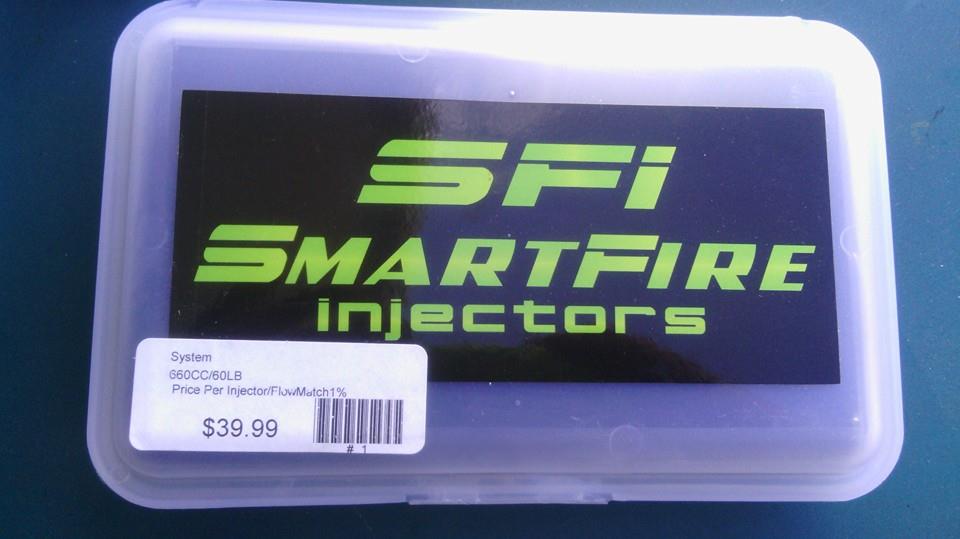 SFi
SMARTFIRE
injectors
System
660CC/60LB
Price Per Injector/FlowMatch1%
$39.99
# 1